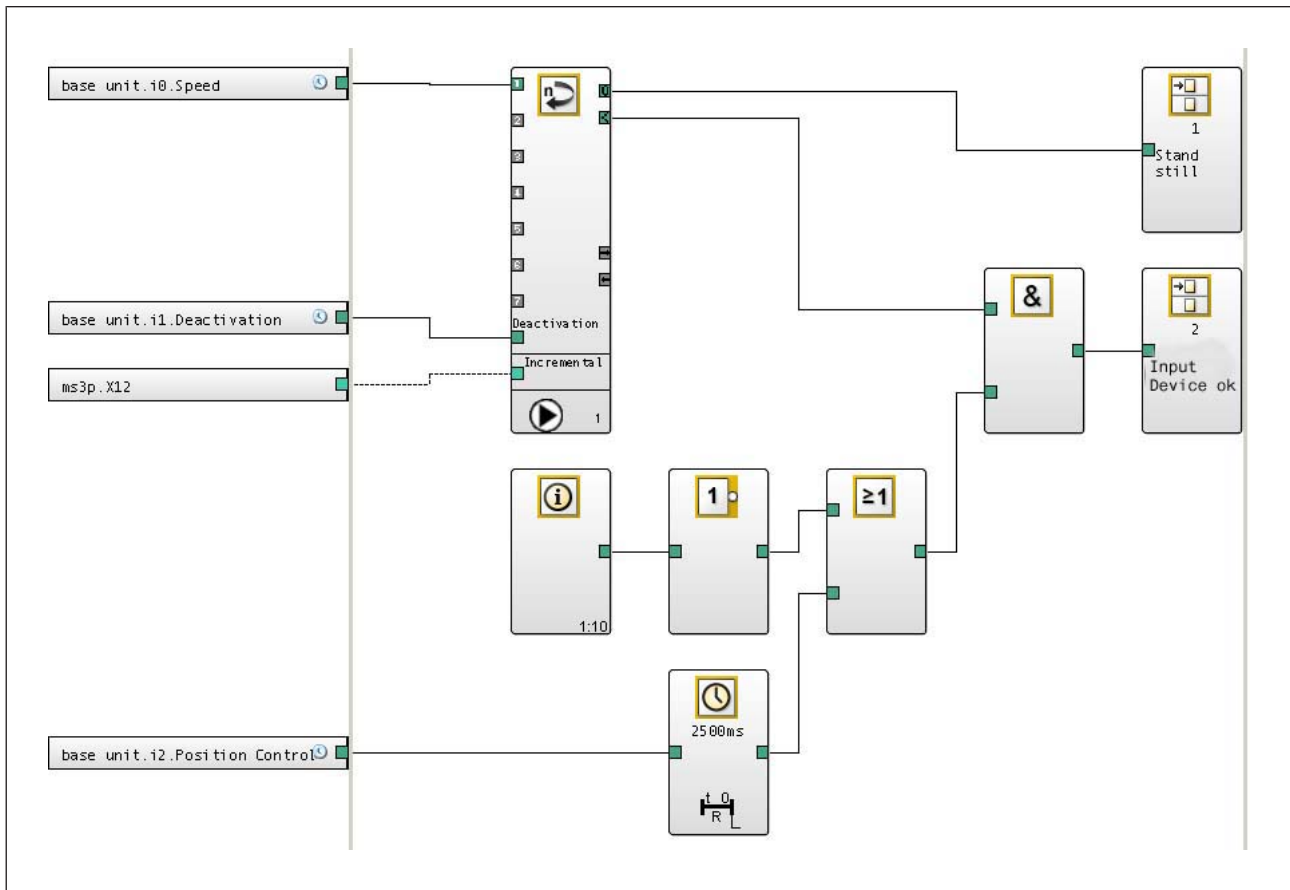 base unit.i0.Speed
1
n
0
2
3
4
5
6
7
Deactivation
base unit.i1.Deactivation
Incremental
ms3p.X12
1
1
Stand
still
&
2
Input
Device ok
i
1:10
1
≥1
2500ms
t 0
R
base unit.i2.Position Control